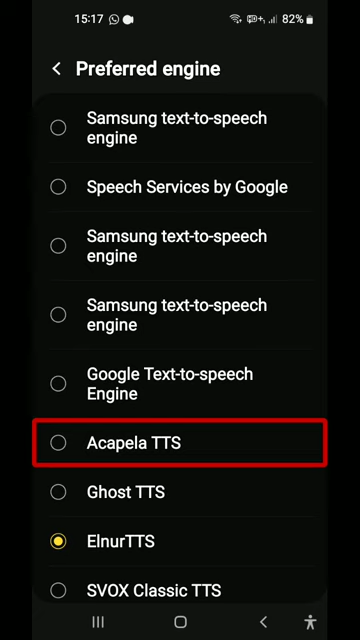 15:17 82%
Preferred engine
Samsung text-to-speech
engine
Speech Services by Google
Samsung text-to-speech
engine
Samsung text-to-speech
engine
Google Text-to-speech
Engine
Acapela TTS
Ghost TTS
ElnurTTS
SVOX Classic TTS